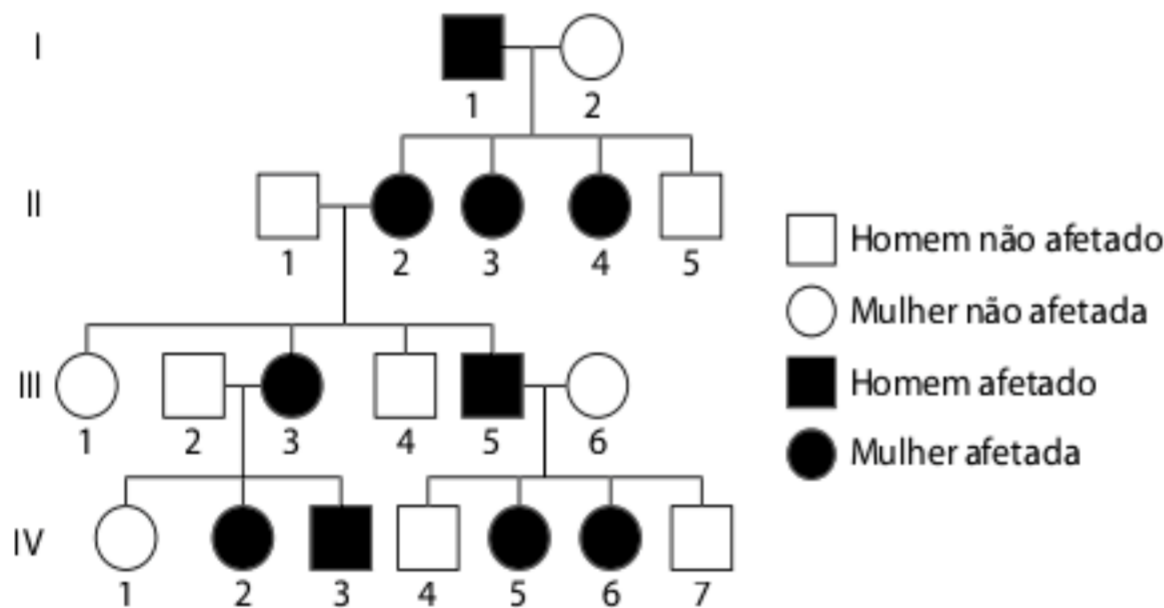 I
1 2
II
1 2 3 4 5
III
1 2 3 4 5 6
IV
1 2 3 4 5 6 7
Homem não afetado
Mulher não afetada
Homem afetado
Mulher afetada